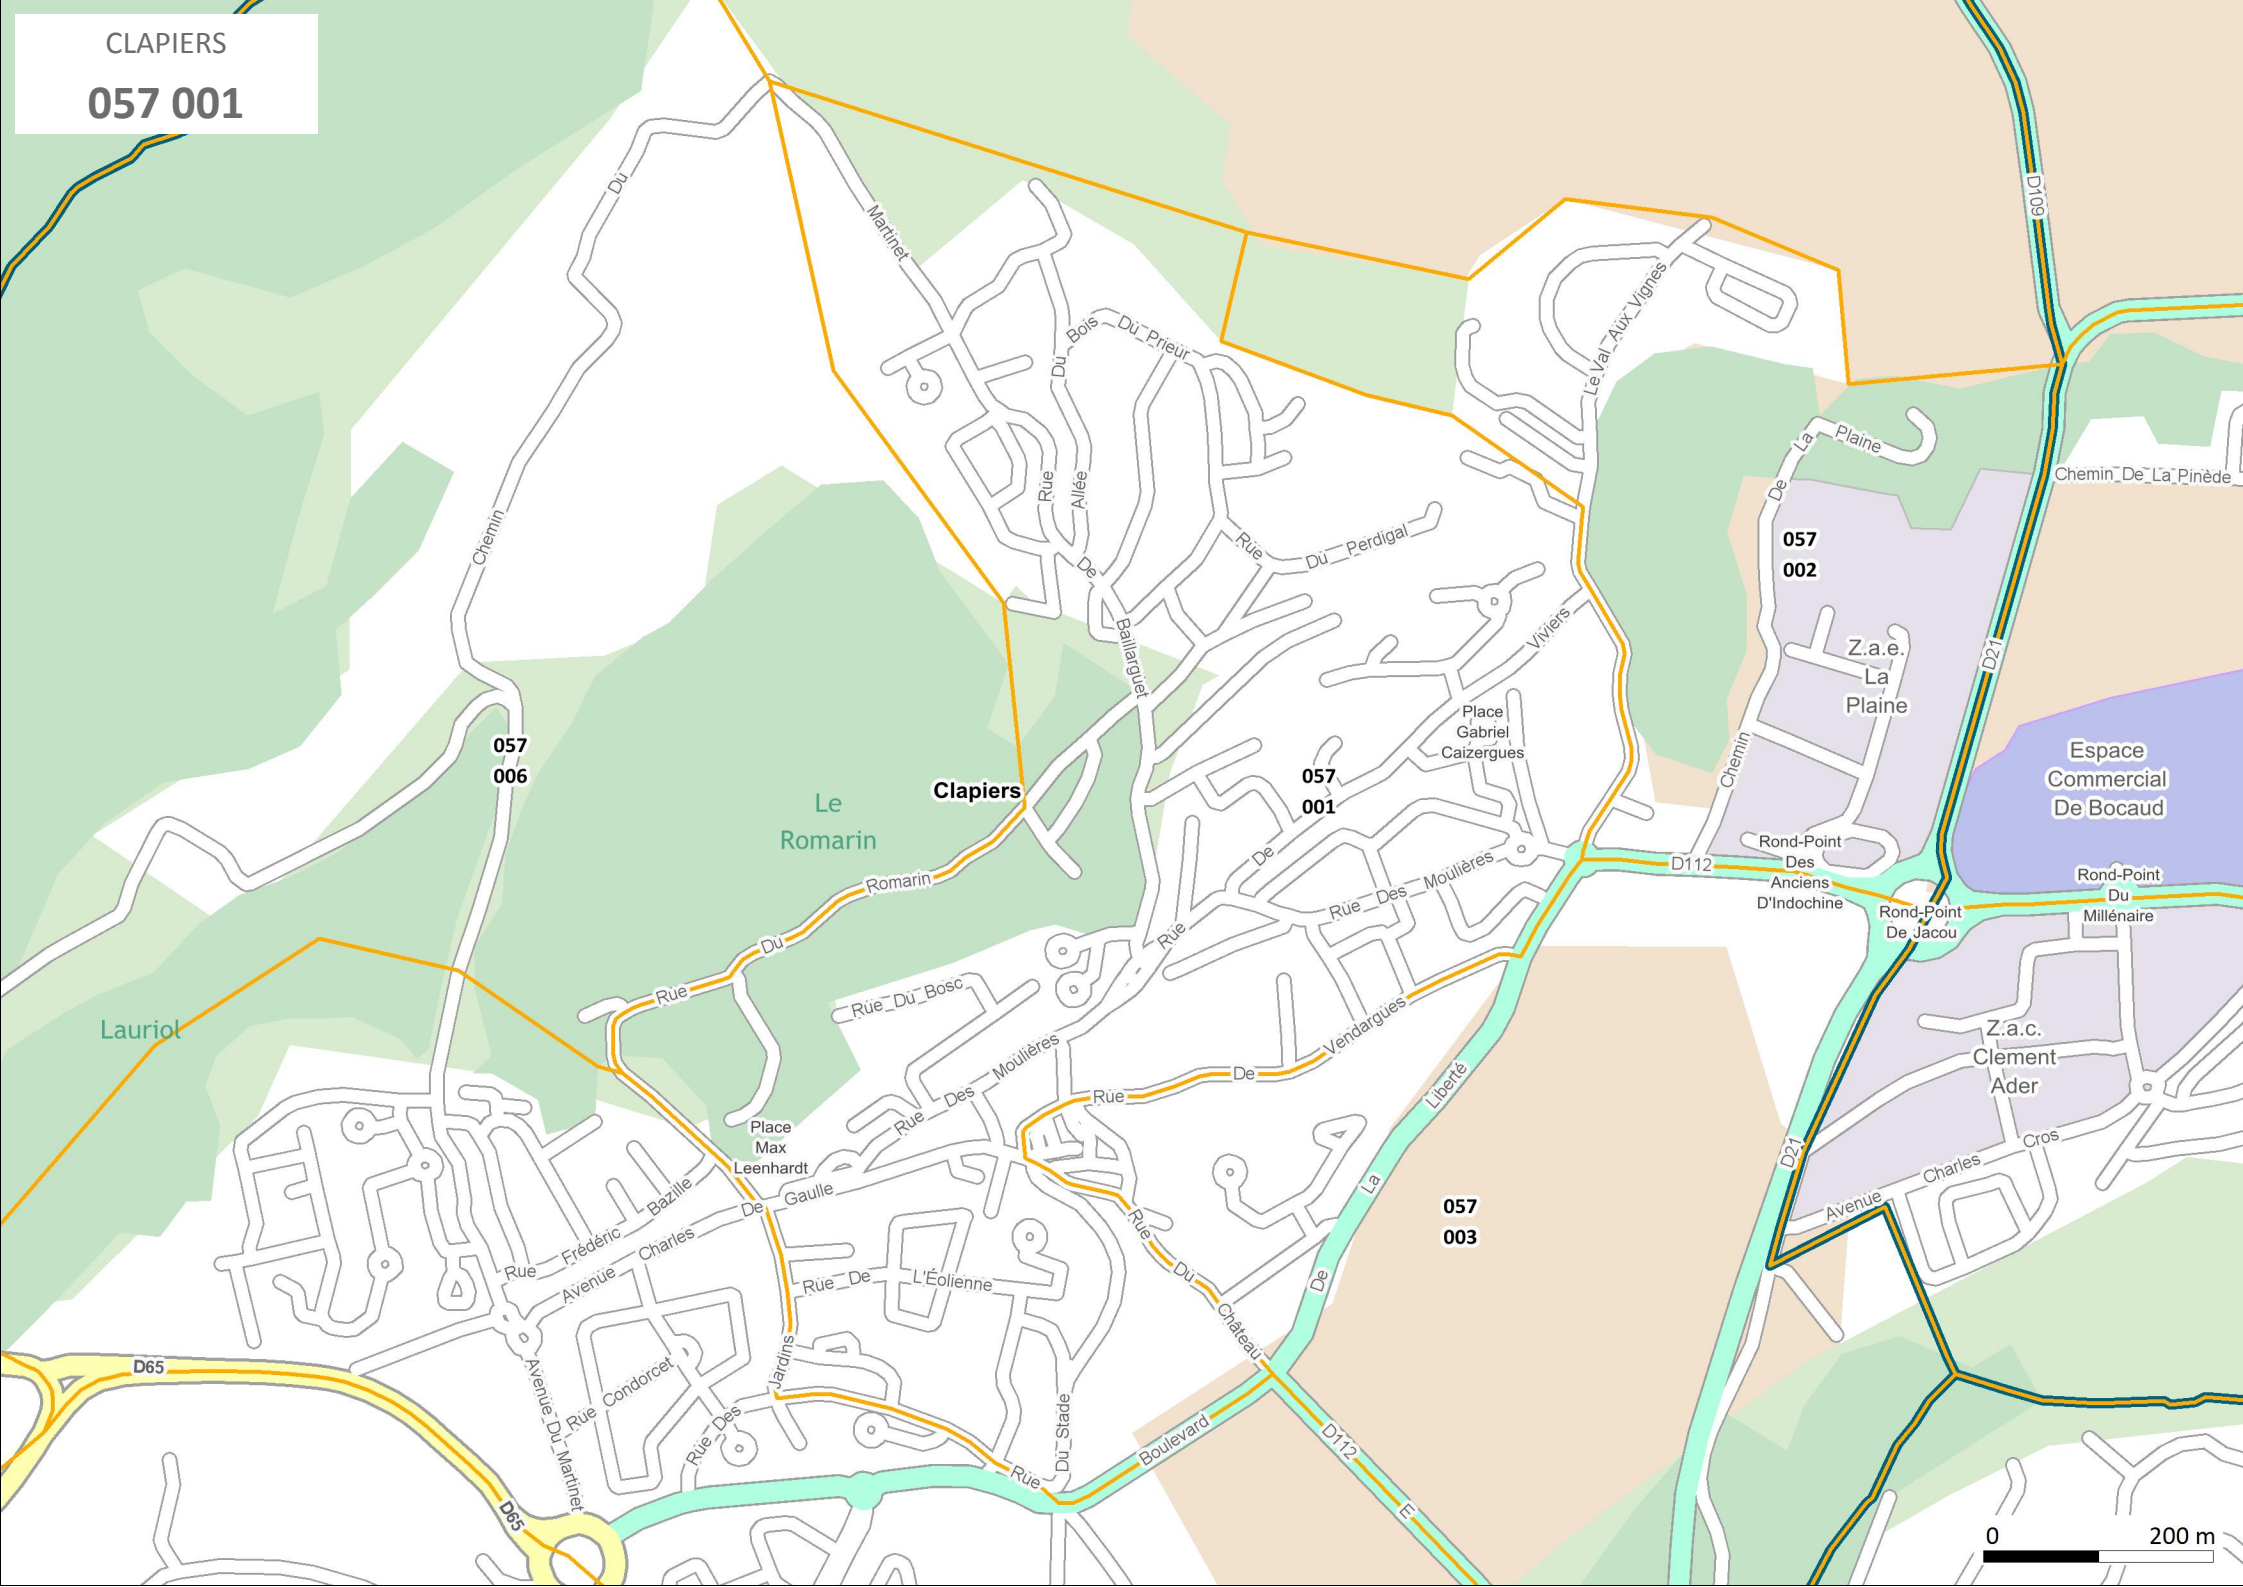 CLAPIERS
057 001
D109
Du
Martinet
Chemin
Du
Bois
Du Prieur
Le Val Aux Vignes
La
Plaine
De
Chemin
Chemin De La Pinède
Rue
Allée
De
Baillarguet
Rue
Du
Perdigal
Viviers
057
002
Z.a.e.
La
Plaine
D21
Place
Gabriel
Caizergues
Espace
Commercial
De Bocaud
057
006
Clapiers
057
001
Le
Romarin
De
Rue
D112
Rond-Point
Des
Anciens
D'Indochine
Rond-Point
De Jacou
Rond-Point
Du
Millénaire
Rue
Des
Moulières
Rue
Du
Romarin
Lauriol
Rue Du Bosc
Rue
Des
Moulières
Rue
De
Vendargues
Z.a.c.
Clement
Ader
Liberté
La
De
Boulevard
D21
Avenue
Charles
Cros
Place
Max
Leenhardt
Rue
Frédéric
Bazille
Avenue
Charles
De
Gaulle
Rue
Du
Château
057
003
Rue De
L'Éolienne
D65
D65
Avenue Du Martinet
Rue
Condorcet
Rue
Des
Jardins
Rue
Du Stade
D112
E
0
200 m